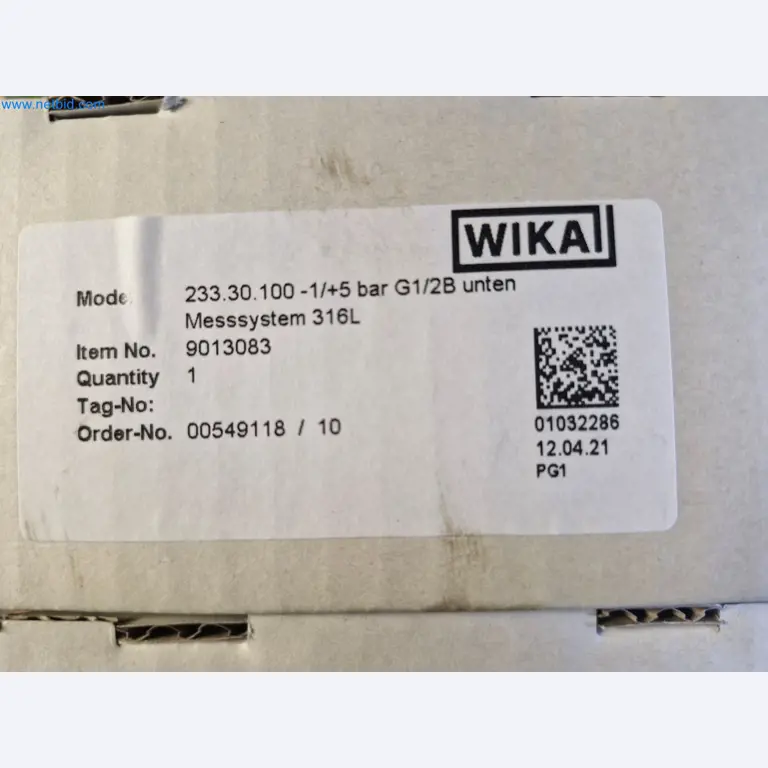 www.netbid.com
WIKA
Model 233.30.100 -1/+5 bar G1/2B unten
Messsystem 316L
Item No. 9013083
Quantity 1
Tag-No:
Order-No. 00549118 / 10
01032286
12.04.21
PG1